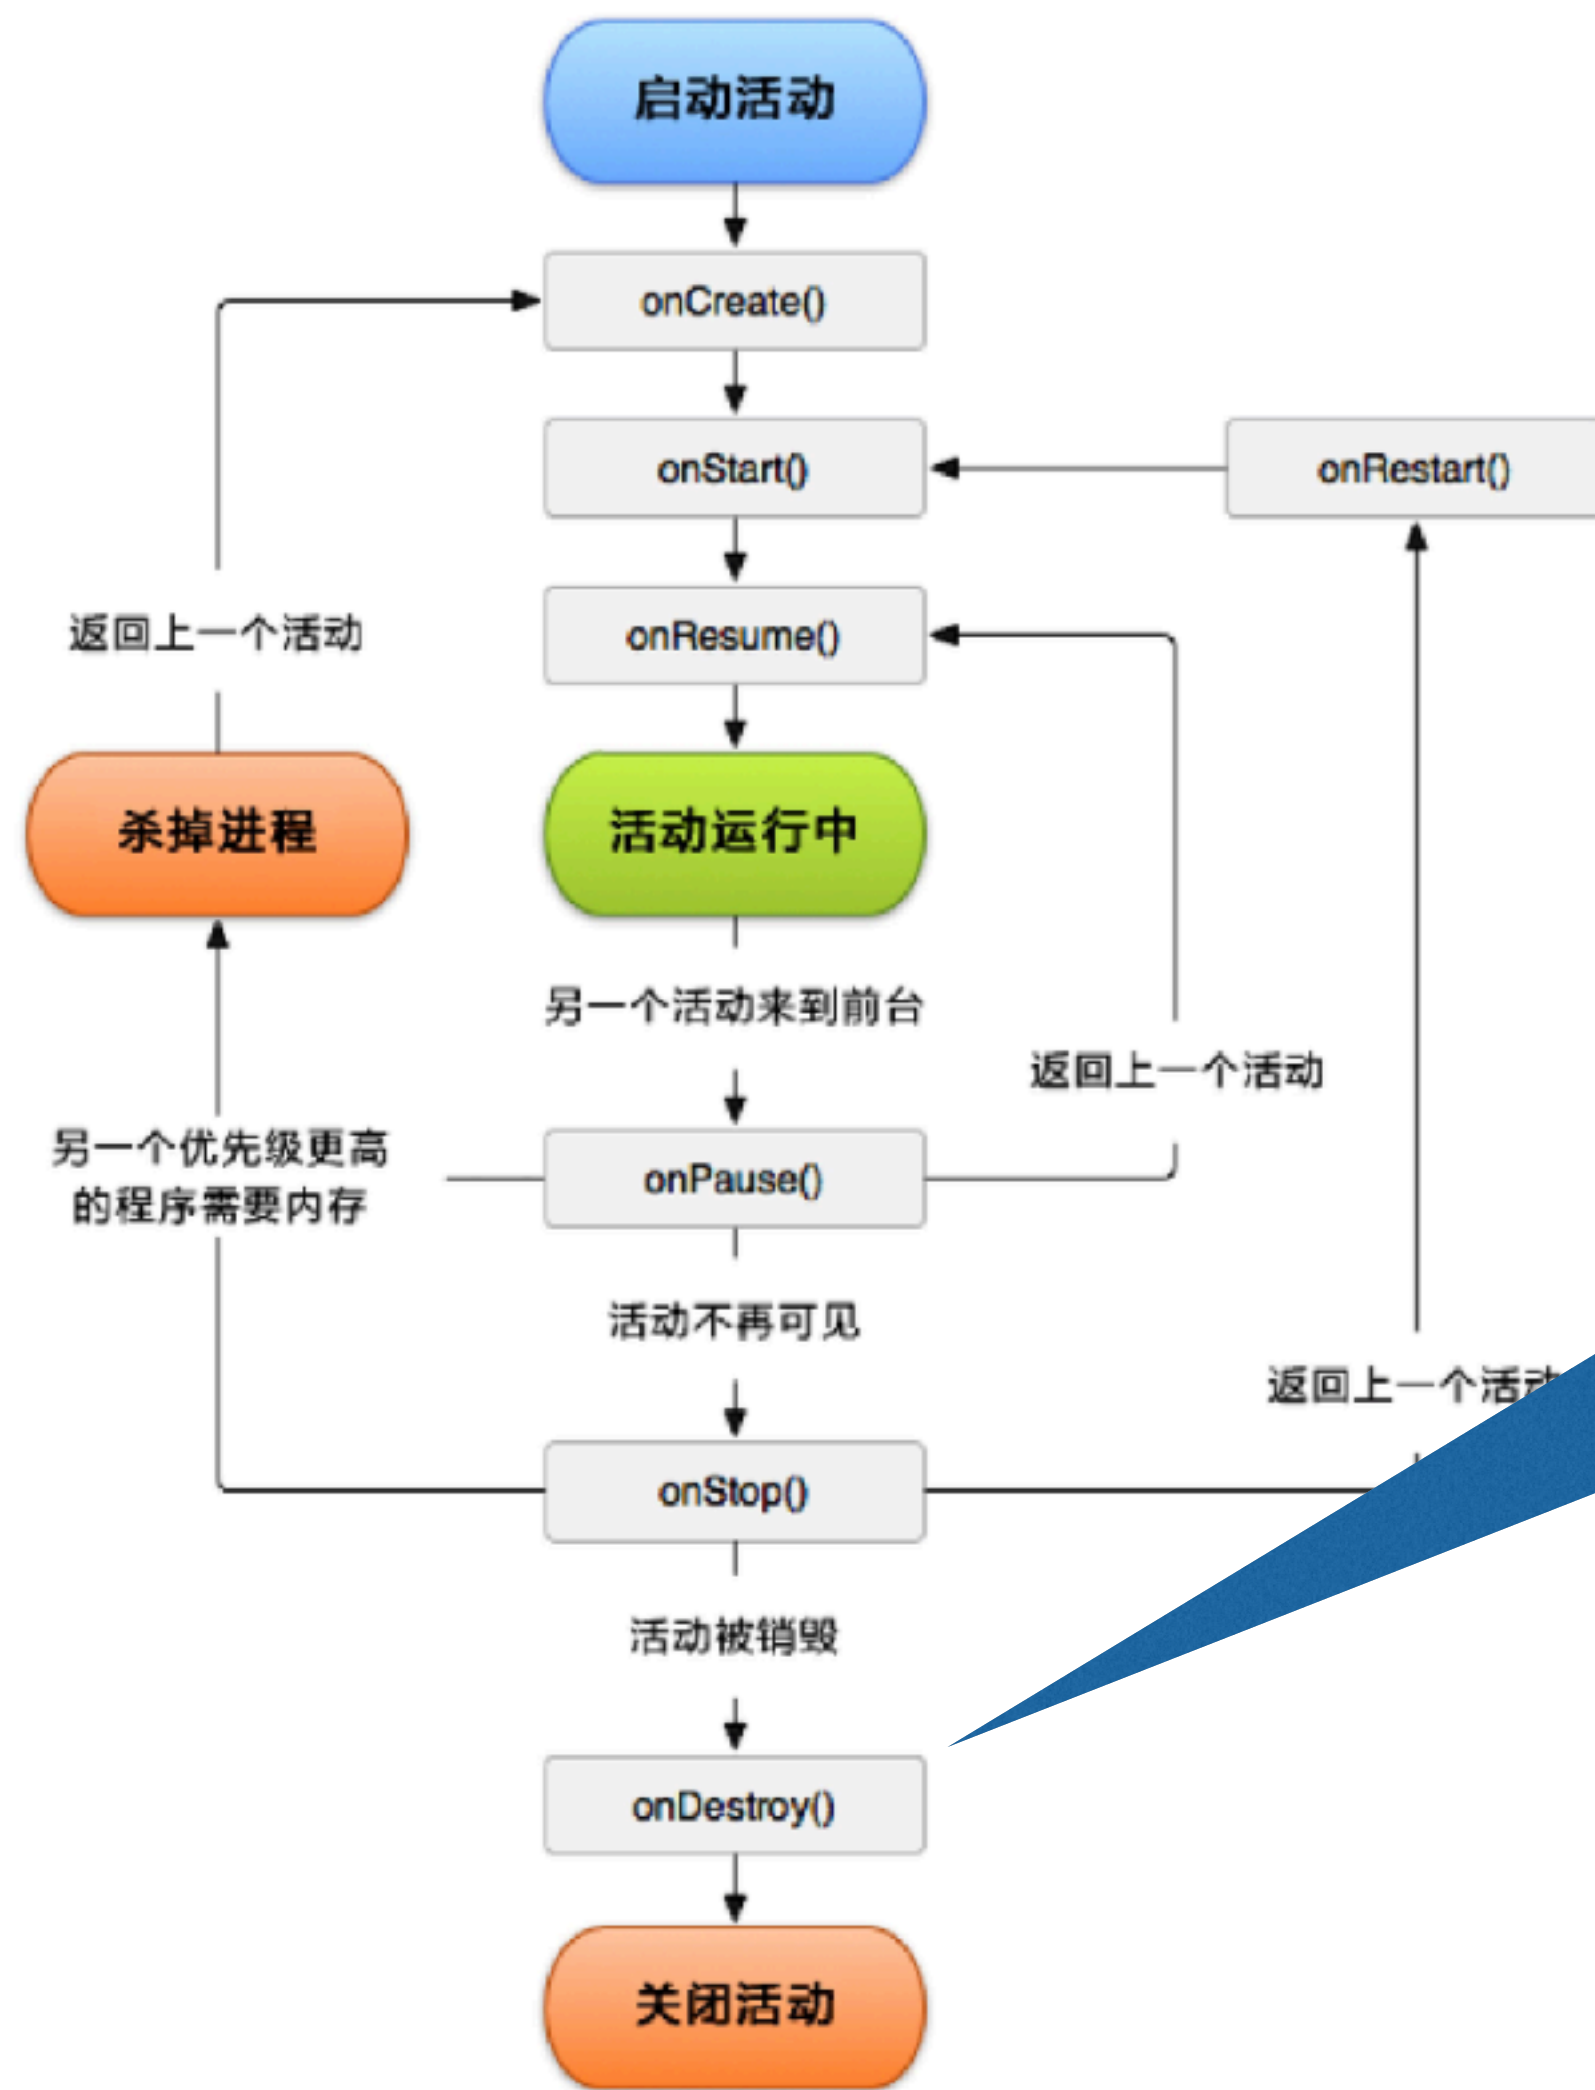 启动活动
onCreate()
onStart()
onRestart()
返回上一个活动
onResume()
杀掉进程
活动运行中
另一个活动来到前台
返回上一个活动
另一个优先级更高
的程序需要内存
onPause()
活动不再可见
返回上一个活动
onStop()
活动被销毁
onDestroy()
关闭活动